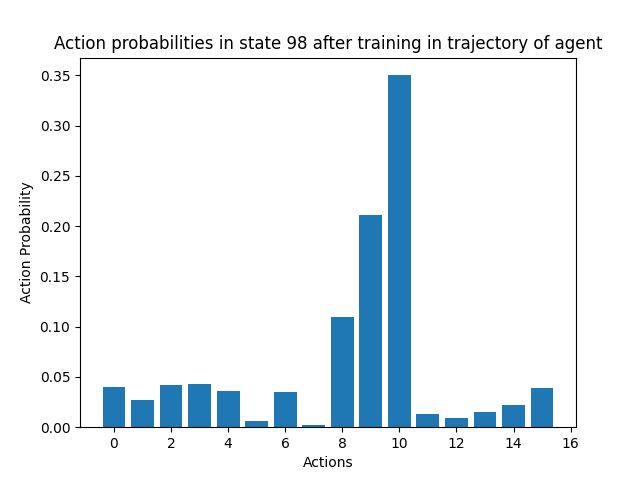 Action probabilities in state 98 after training in trajectory of agent
0.35
0.30
0.25
0.20
0.15
0.10
0.05
0.00
Action Probability
0 2 4 6 8 10 12 14 16
Actions